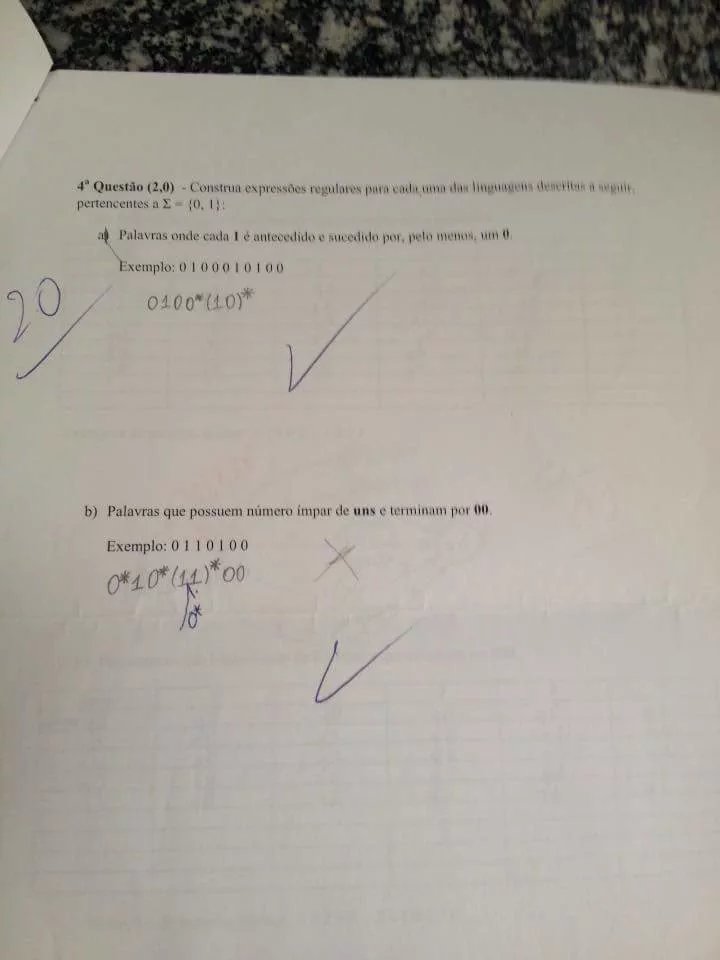 4ª Questão (2,0) - Construa expressões regulares para cada uma das linguagens descritas a seguir,
pertencentes a Σ = {0, 1}:
a) Palavras onde cada 1 é antecedido e sucedido por, pelo menos, um 0.
Exemplo: 0 1 0 0 0 1 0 1 0 0
20
0100*(10)*
b) Palavras que possuem número ímpar de uns e terminam por 00.
Exemplo: 0 1 1 0 1 0 0
0*10*(11)*00
0*